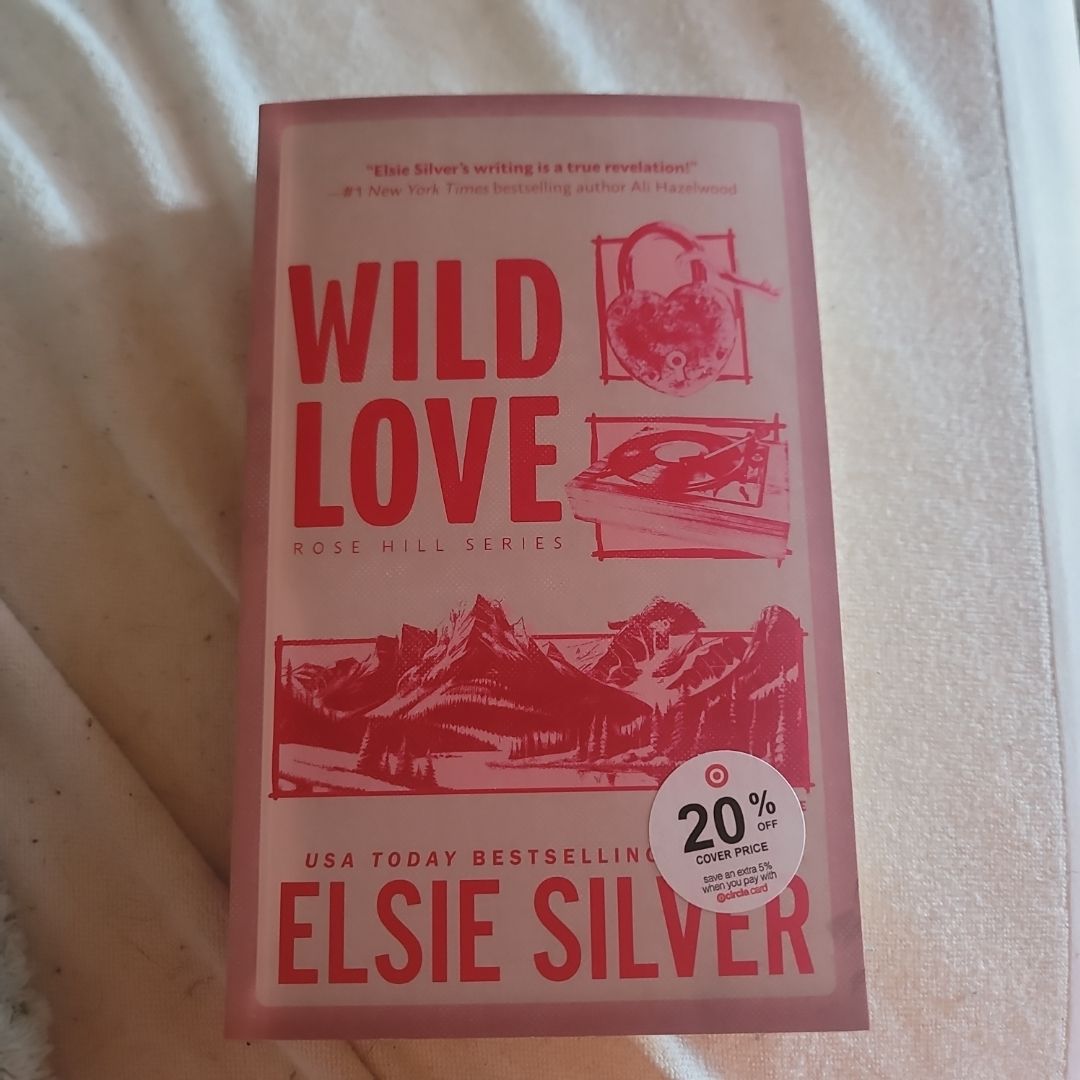 "Elsie Silver's writing is a true revelation!"
—#1 New York Times bestselling author Ali Hazelwood
WILD
LOVE
ROSE HILL SERIES
USA TODAY BESTSELLING
ELSIE SILVER
20% OFF
COVER PRICE
save an extra 5%
when you pay with
circle card